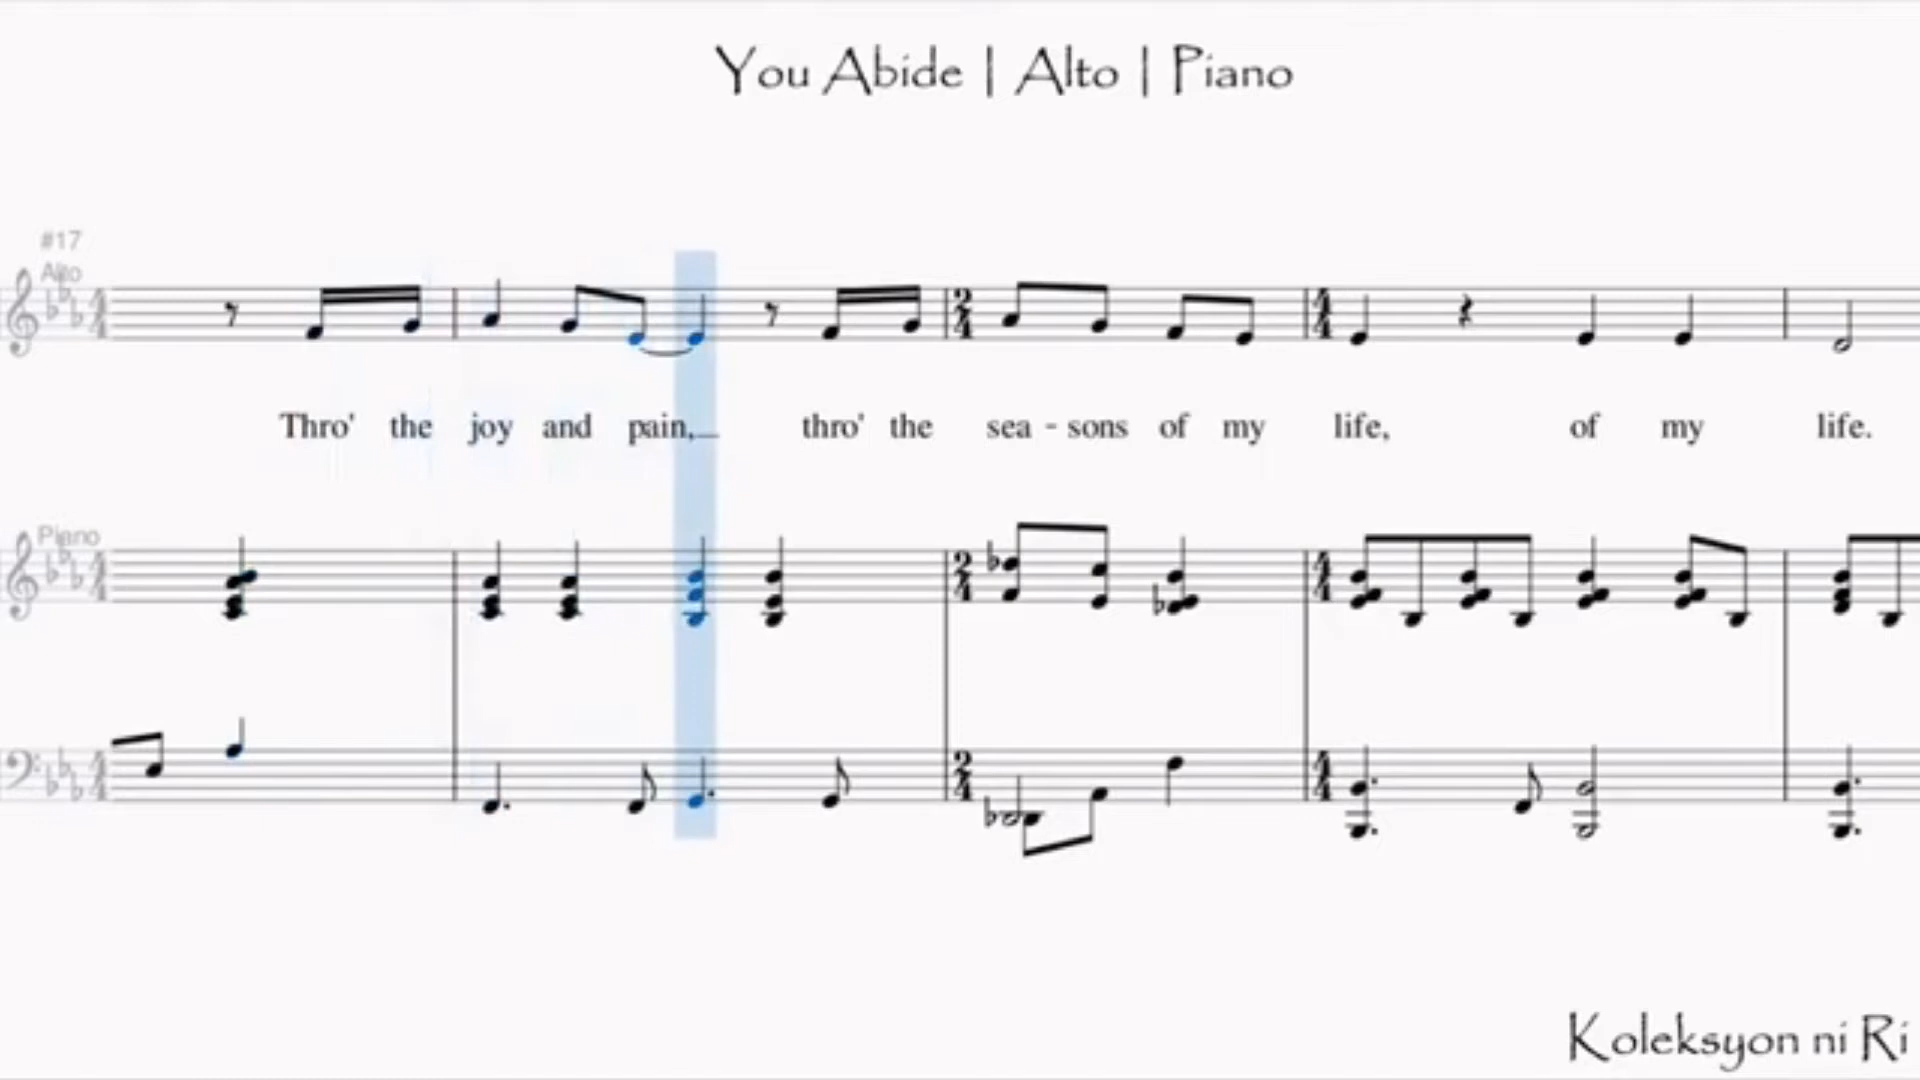 You Abide | Alto | Piano
#17
Alto
Thro' the joy and pain, thro' the sea - sons of my life, of my life.
Piano
Koleksyon ni Ri